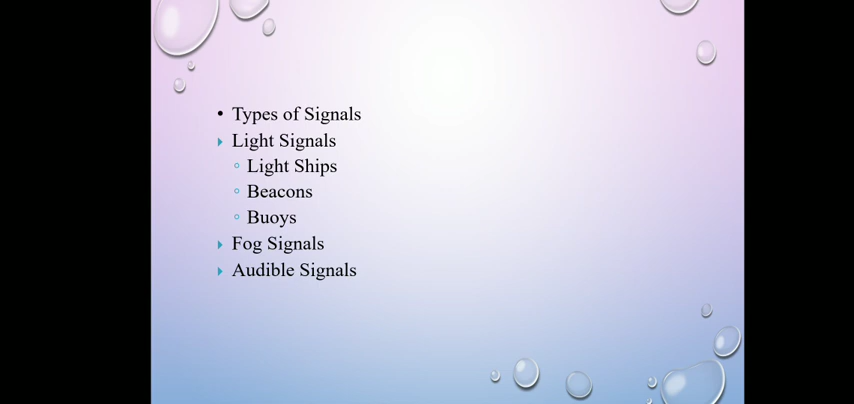 • Types of Signals
Light Signals
Light Ships
Beacons
Buoys
Fog Signals
Audible Signals